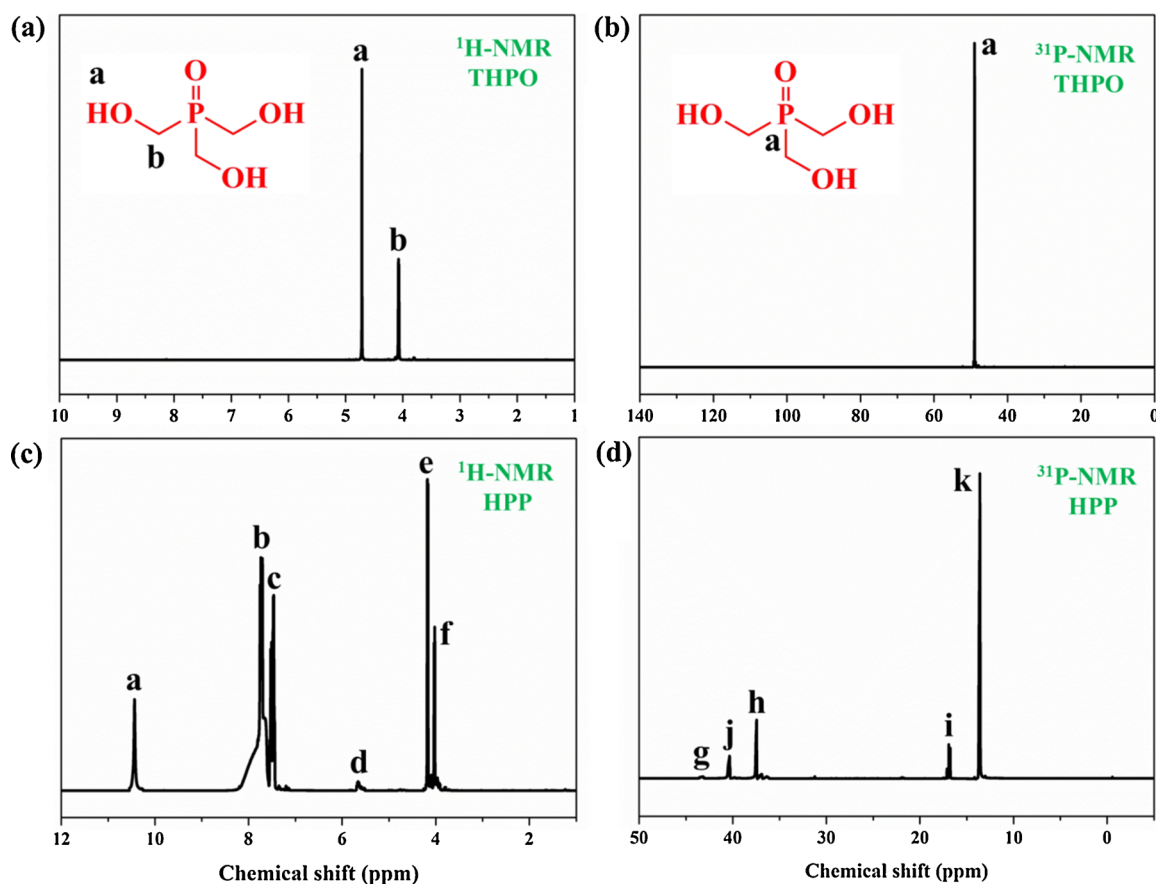 (a)
¹H-NMR
THPO
a
b
a
HO
O
P
OH
b
OH
10 9 8 7 6 5 4 3 2 1
(b)
³¹P-NMR
THPO
a
O
HO
P
OH
a
OH
140 120 100 80 60 40 20 0
(c)
¹H-NMR
HPP
a
b
c
d
e
f
12 10 8 6 4 2
Chemical shift (ppm)
(d)
³¹P-NMR
HPP
g
j
h
i
k
50 40 30 20 10 0
Chemical shift (ppm)